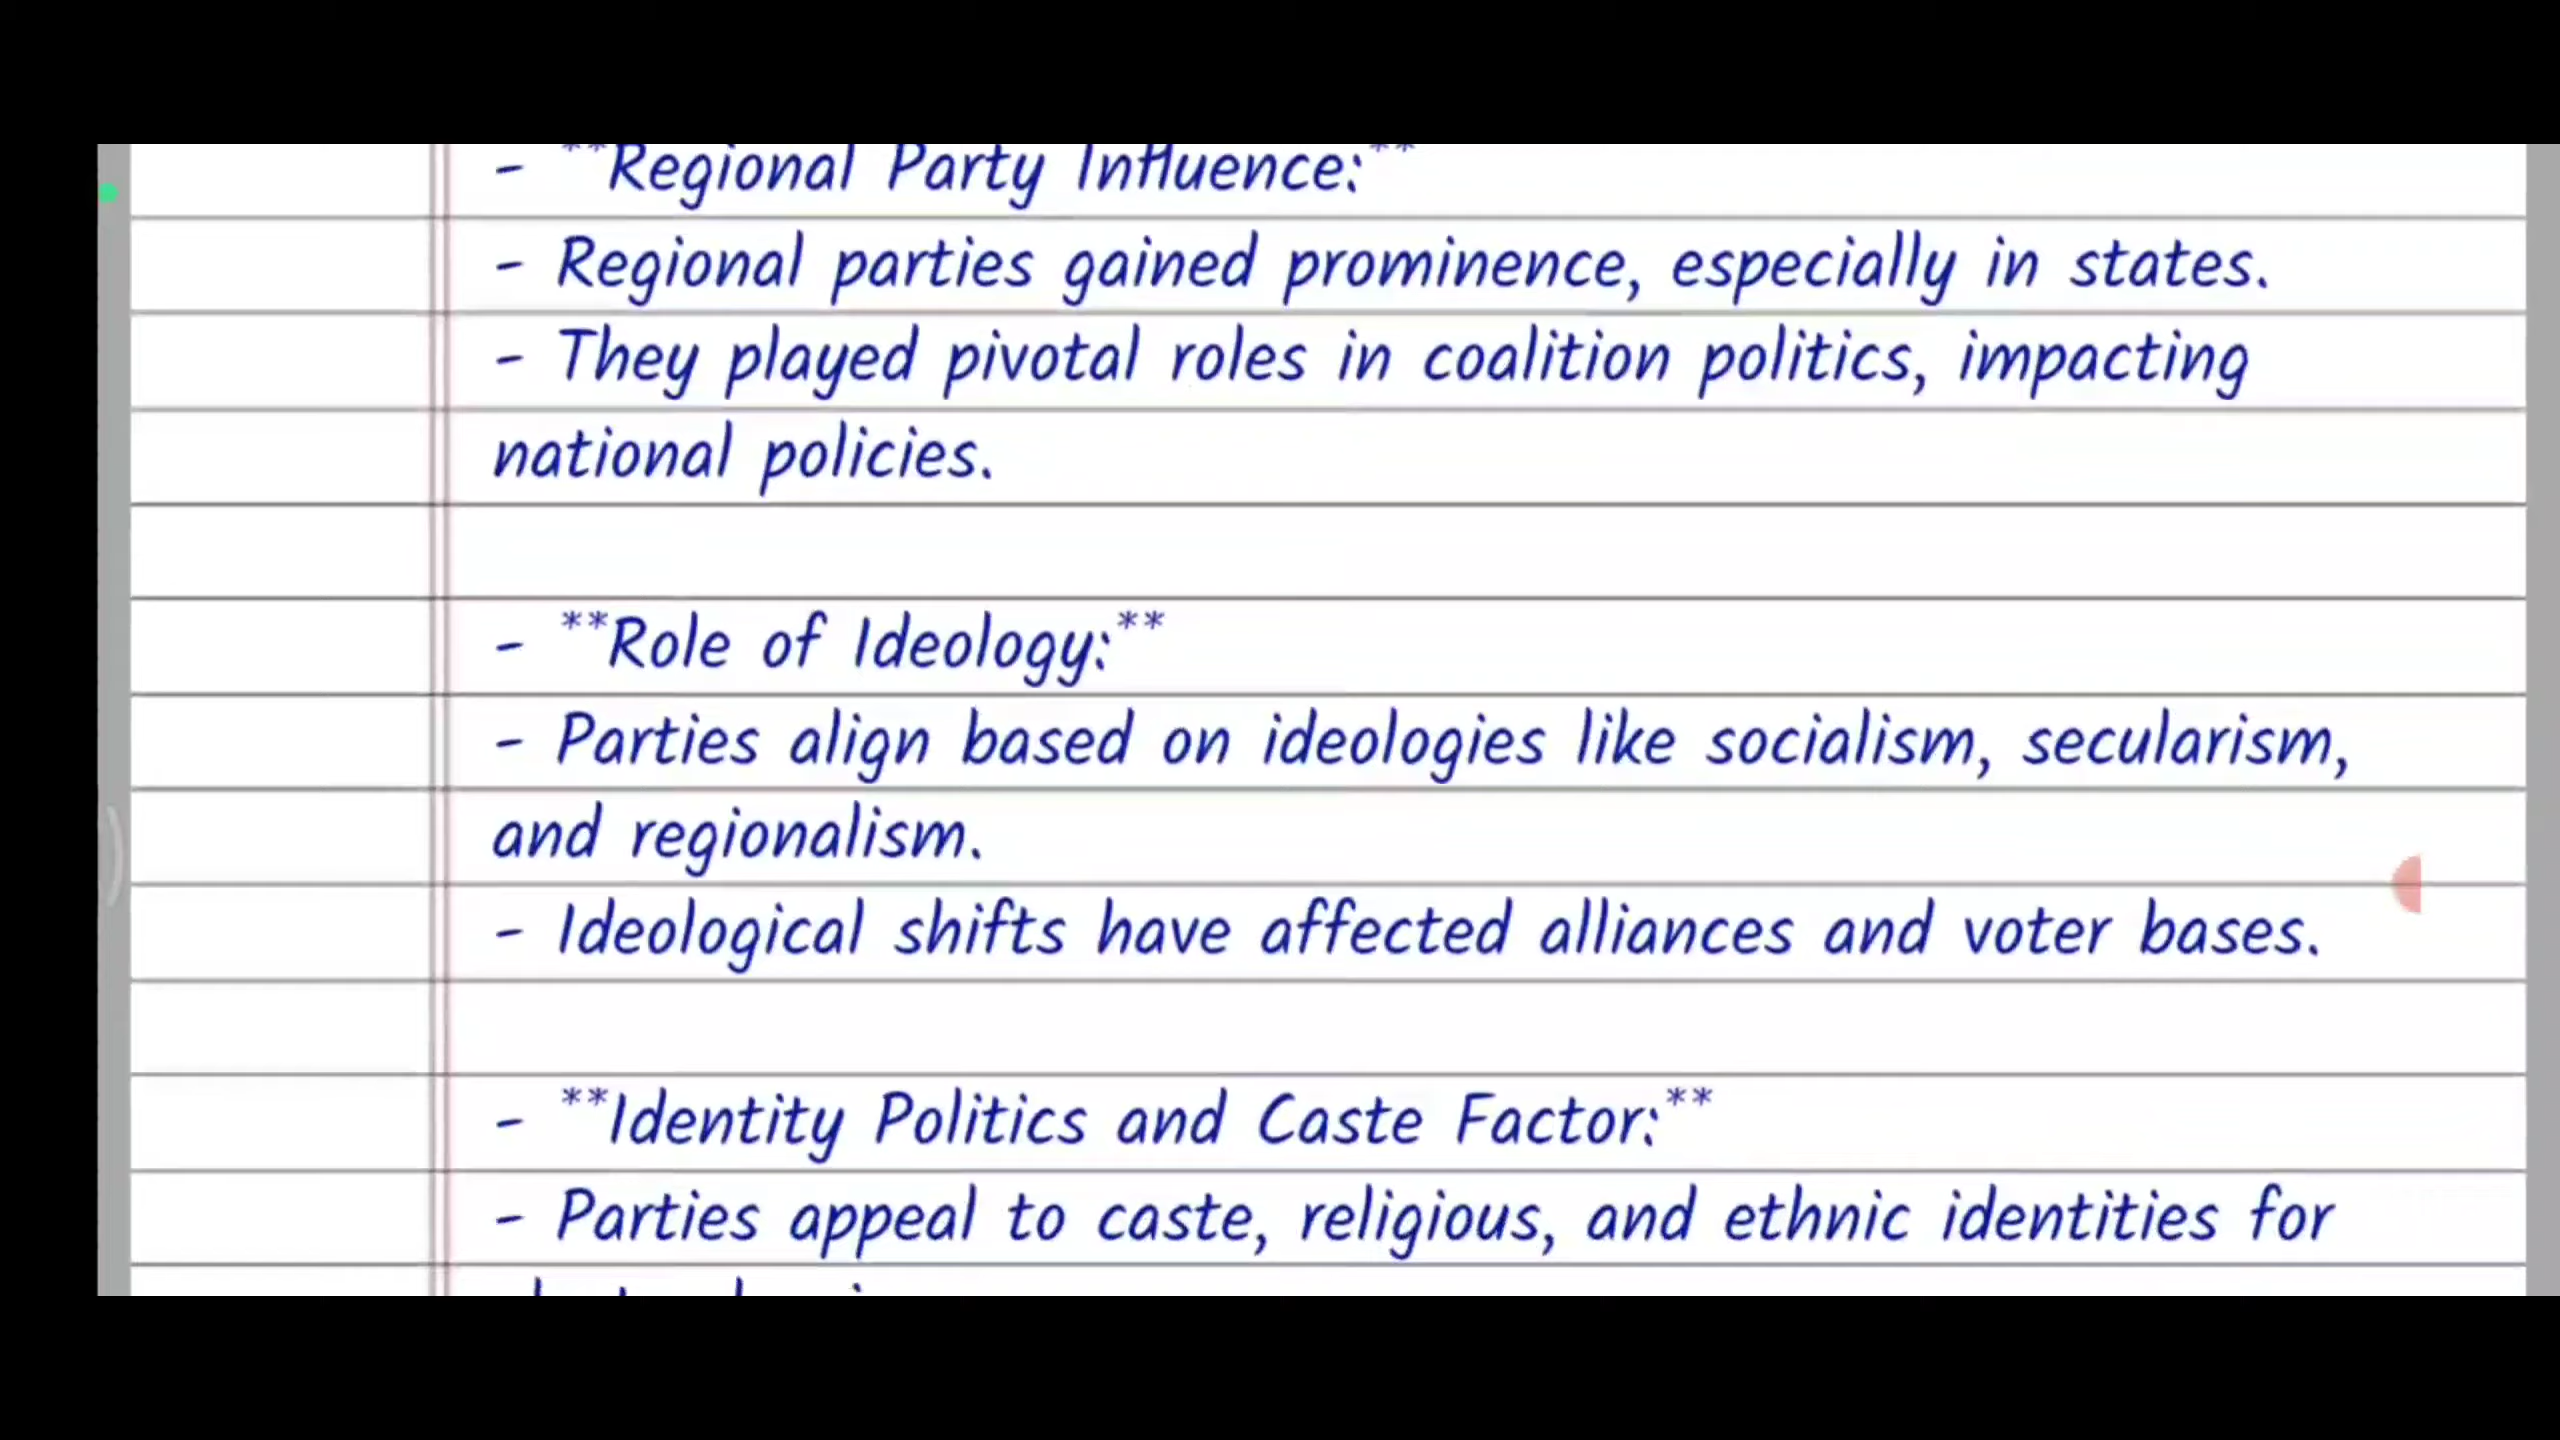 - **Regional Party Influence:**
- Regional parties gained prominence, especially in states.
- They played pivotal roles in coalition politics, impacting
national policies.
- **Role of Ideology:**
- Parties align based on ideologies like socialism, secularism,
and regionalism.
- Ideological shifts have affected alliances and voter bases.
- **Identity Politics and Caste Factor:**
- Parties appeal to caste, religious, and ethnic identities for